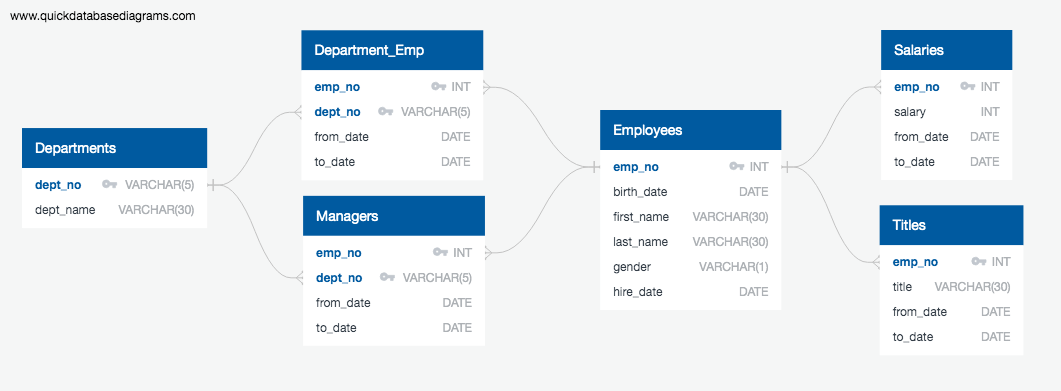 www.quickdatabasediagrams.com
Departments
dept_no VARCHAR(5)
dept_name VARCHAR(30)
Department_Emp
emp_no INT
dept_no VARCHAR(5)
from_date DATE
to_date DATE
Managers
emp_no INT
dept_no VARCHAR(5)
from_date DATE
to_date DATE
Employees
emp_no INT
birth_date DATE
first_name VARCHAR(30)
last_name VARCHAR(30)
gender VARCHAR(1)
hire_date DATE
Salaries
emp_no INT
salary INT
from_date DATE
to_date DATE
Titles
emp_no INT
title VARCHAR(30)
from_date DATE
to_date DATE